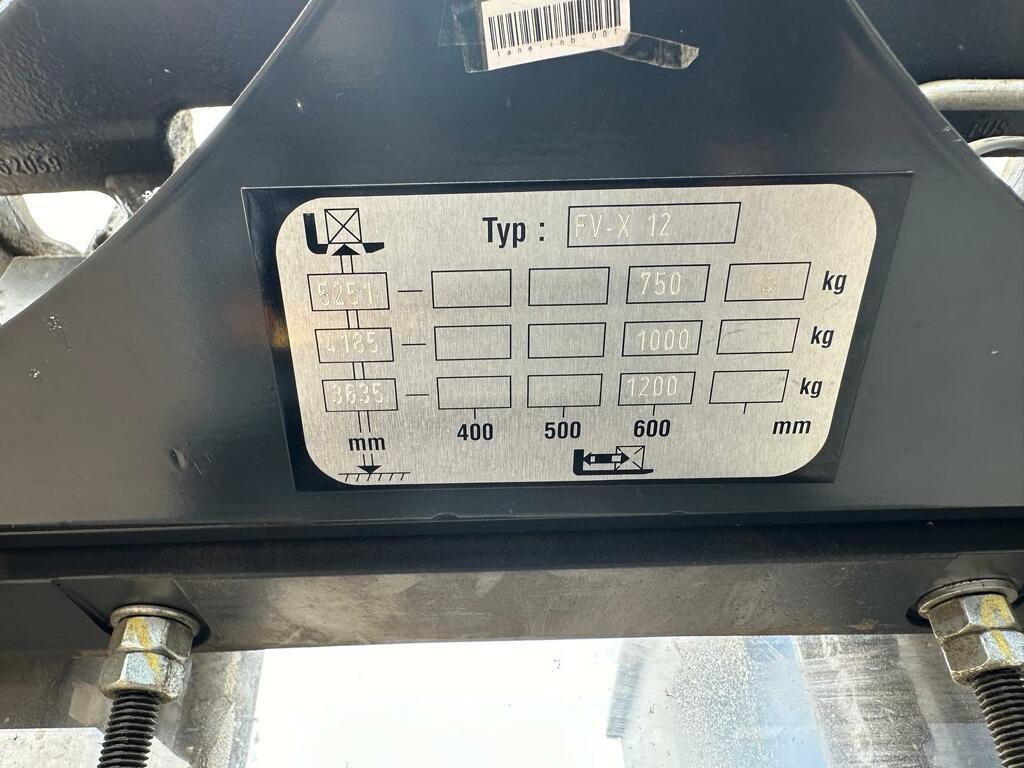 Typ : FV-X 12
5251 750 kg
4185 1000 kg
3635 1200 kg
mm 400 500 600 mm